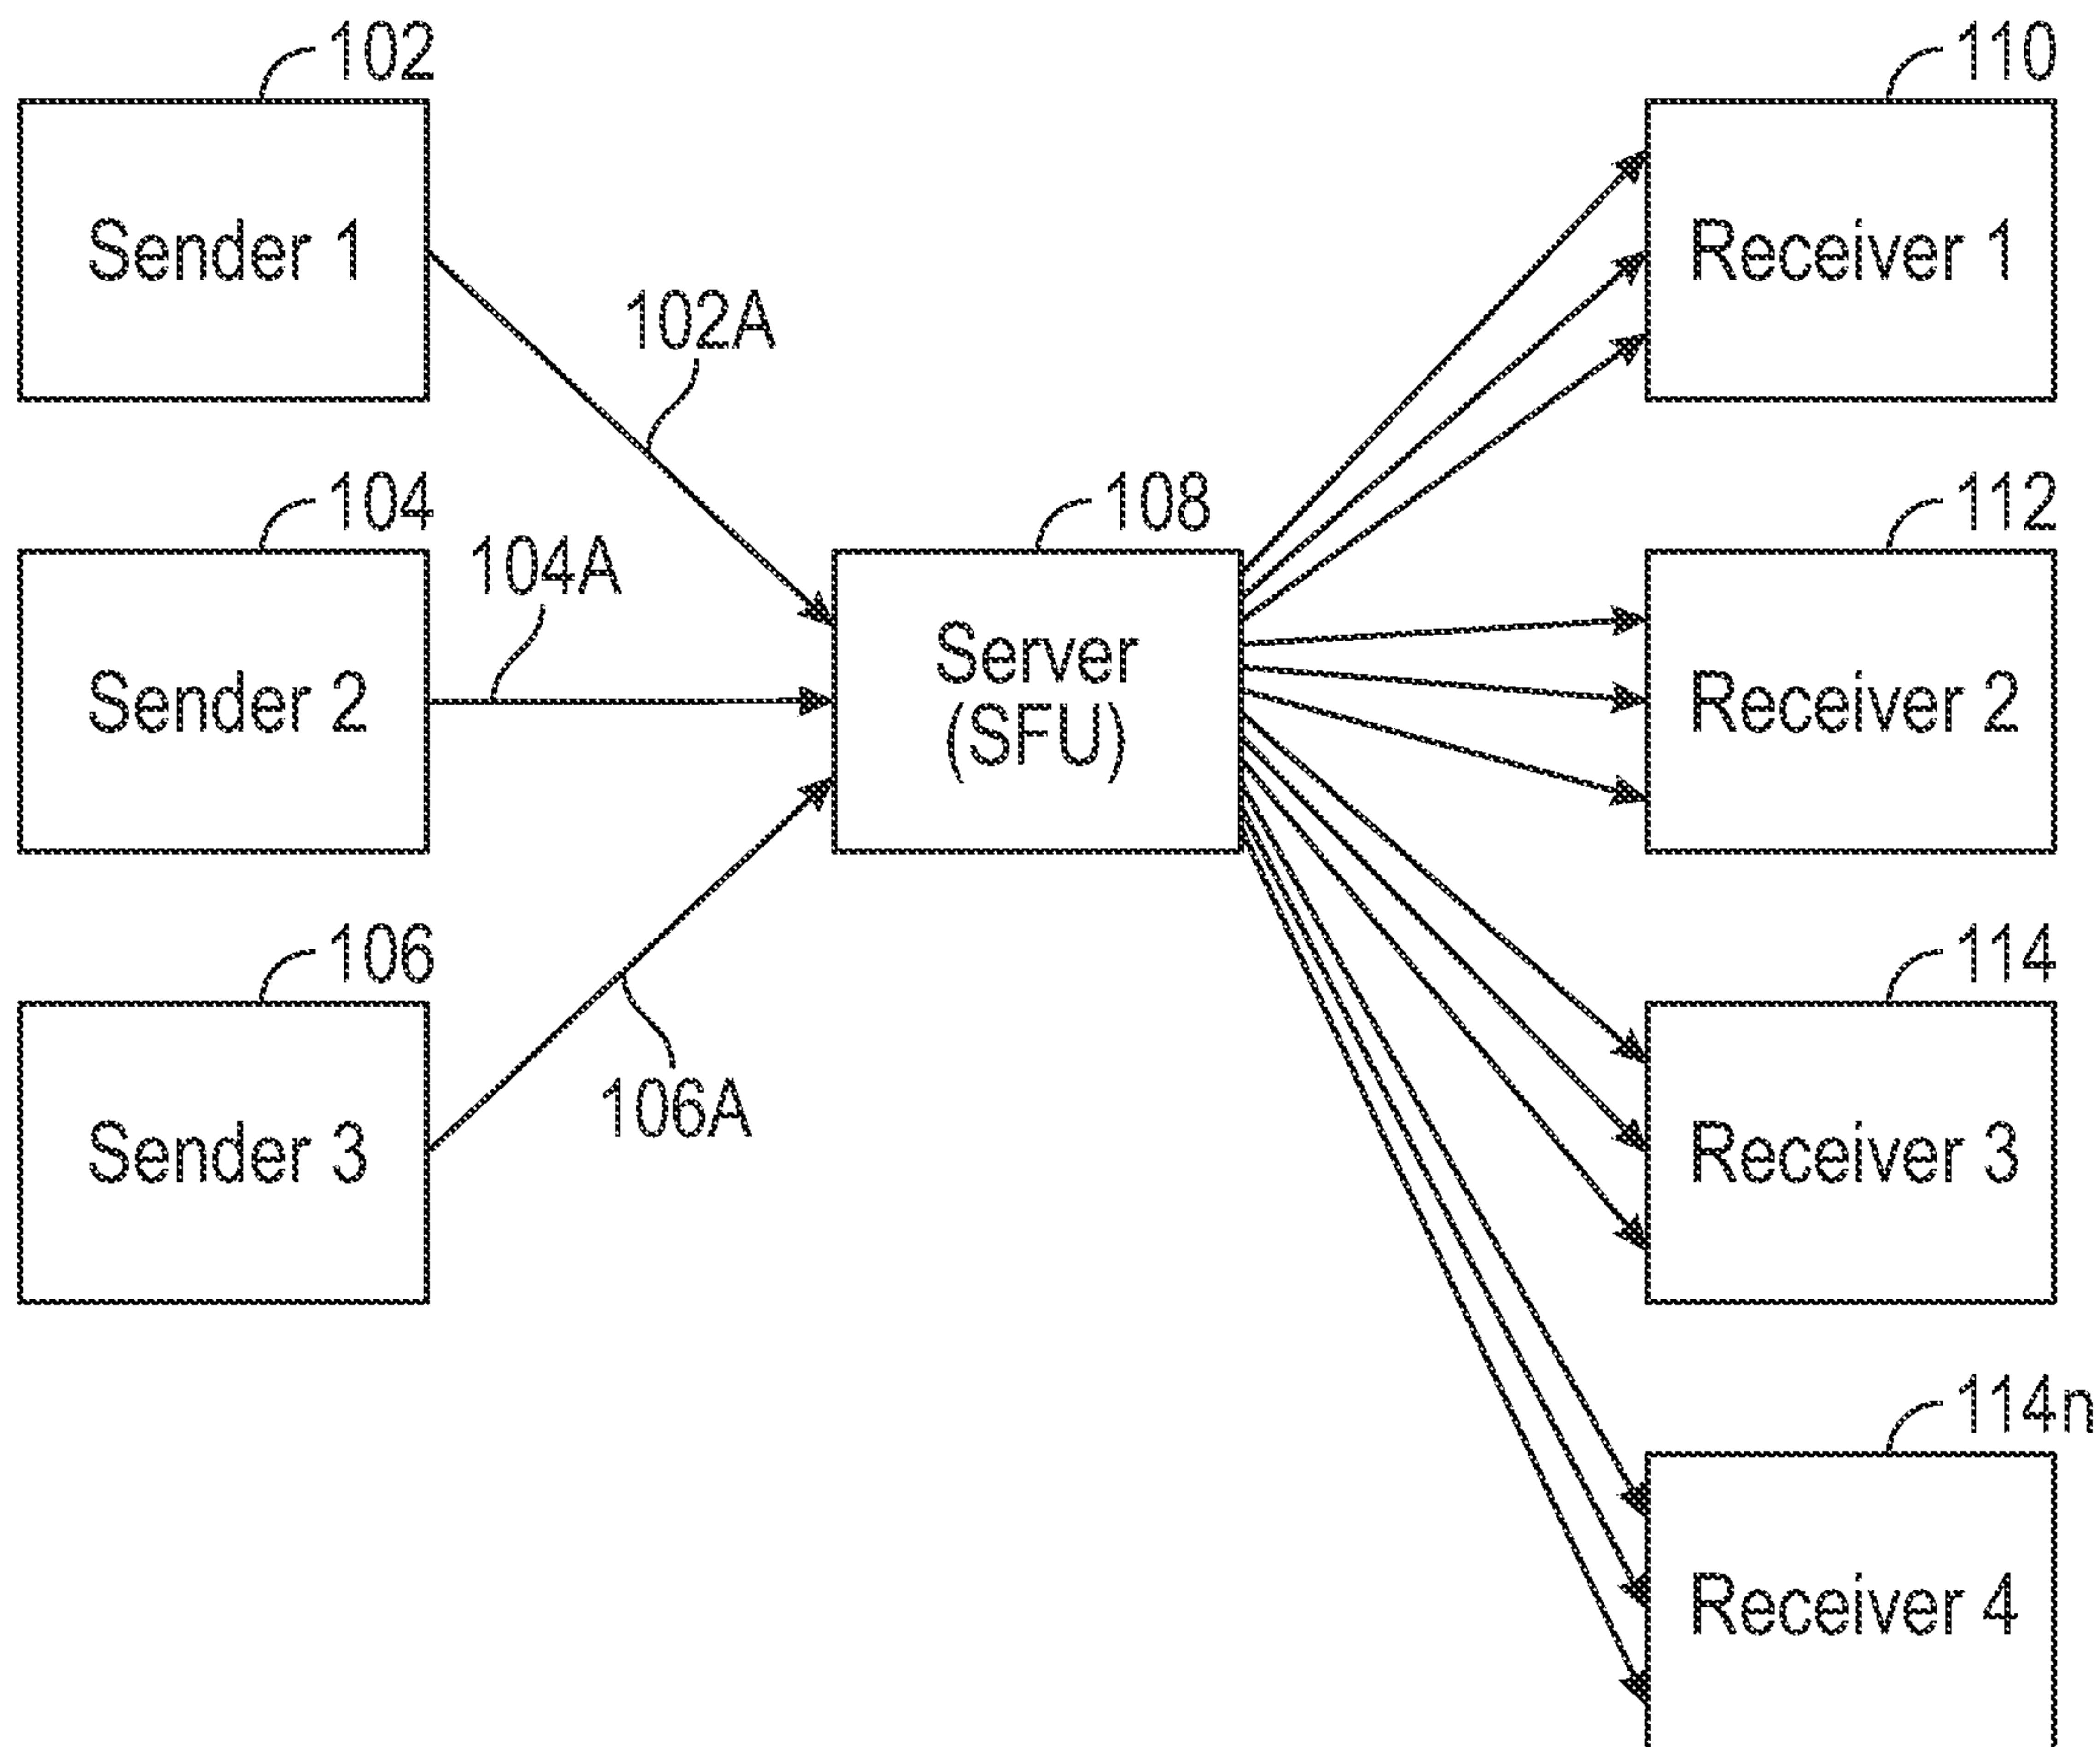 102
110
Sender 1
Receiver 1
102A
104
108
112
104A
Sender 2
Server
(SFU)
Receiver 2
106
114
Sender 3
106A
Receiver 3
114n
Receiver 4